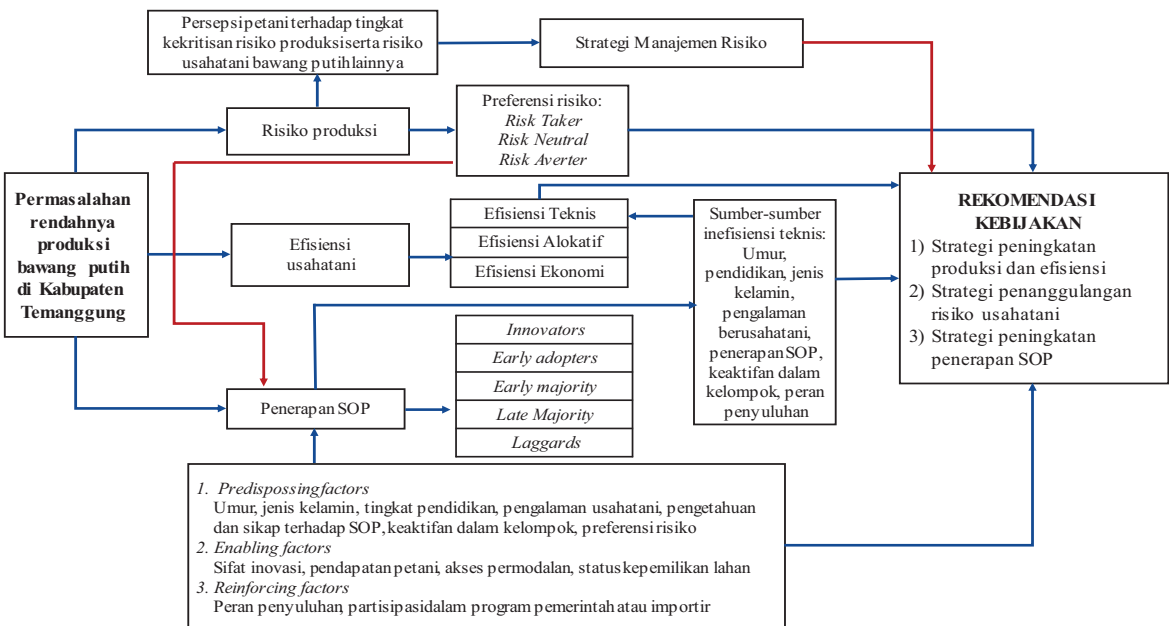 Persepsi petani terhadap tingkat
kekritisan risiko produksi serta risiko
usahatani bawang putih lainnya
Strategi Manajemen Risiko
Risiko produksi
Preferensi risiko:
Risk Taker
Risk Neutral
Risk Averter
Permasalahan
rendahnya
produksi
bawang putih
di Kabupaten
Temanggung
Efisiensi
usahatani
Efisiensi Teknis
Efisiensi Alokatif
Efisiensi Ekonomi
Sumber-sumber
inefisiensi teknis:
Umur,
pendidikan, jenis
kelamin,
pengalaman
berusahatani,
penerapan SOP,
keaktifan dalam
kelompok, peran
penyuluhan
REKOMENDASI
KEBIJAKAN
1) Strategi peningkatan
produksi dan efisiensi
2) Strategi penanggulangan
risiko usahatani
3) Strategi peningkatan
penerapan SOP
Penerapan SOP
Innovators
Early adopters
Early majority
Late Majority
Laggards
1. Predispossing factors
Umur, jenis kelamin, tingkat pendidikan, pengalaman usahatani, pengetahuan
dan sikap terhadap SOP, keaktifan dalam kelompok, preferensi risiko
2. Enabling factors
Sifat inovasi, pendapatan petani, akses permodalan, status kepemilikan lahan
3. Reinforcing factors
Peran penyuluhan, partisipasi dalam program pemerintah atau importir